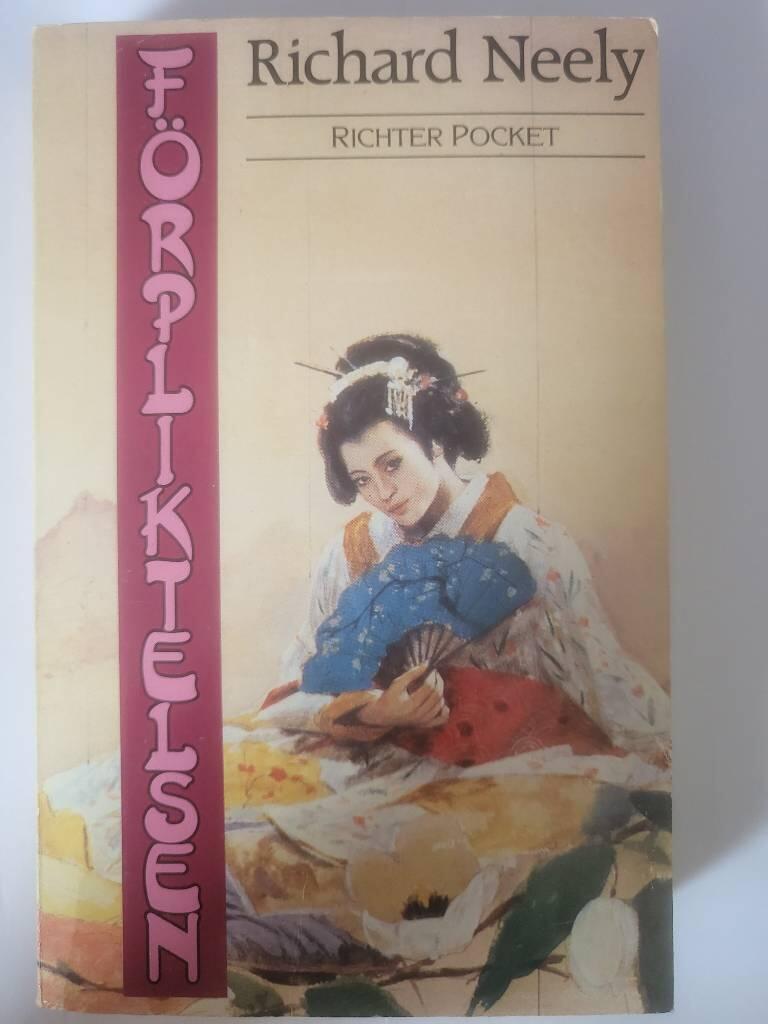 Richard Neely
RICHTER POCKET
FÖRPLIKTELSEN